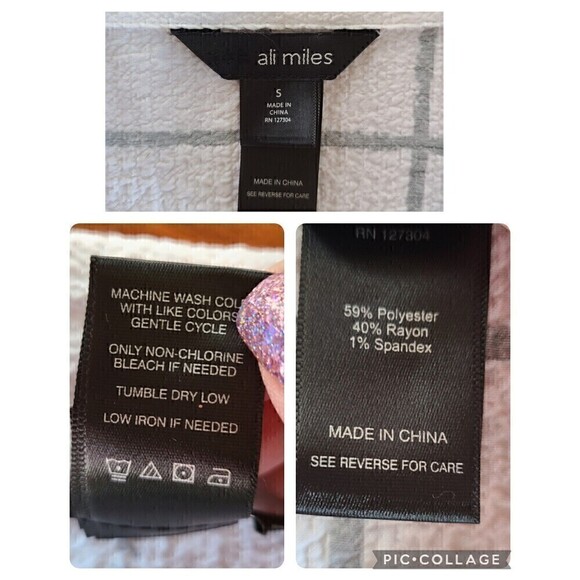 ali miles
S
MADE IN
CHINA
RN 127304
MADE IN CHINA
SEE REVERSE FOR CARE
MACHINE WASH COL
WITH LIKE COLORS
GENTLE CYCLE
ONLY NON-CHLORINE
BLEACH IF NEEDED
TUMBLE DRY LOW
LOW IRON IF NEEDED
RN 127304
59% Polyester
40% Rayon
1% Spandex
MADE IN CHINA
SEE REVERSE FOR CARE
PIC•COLLAGE